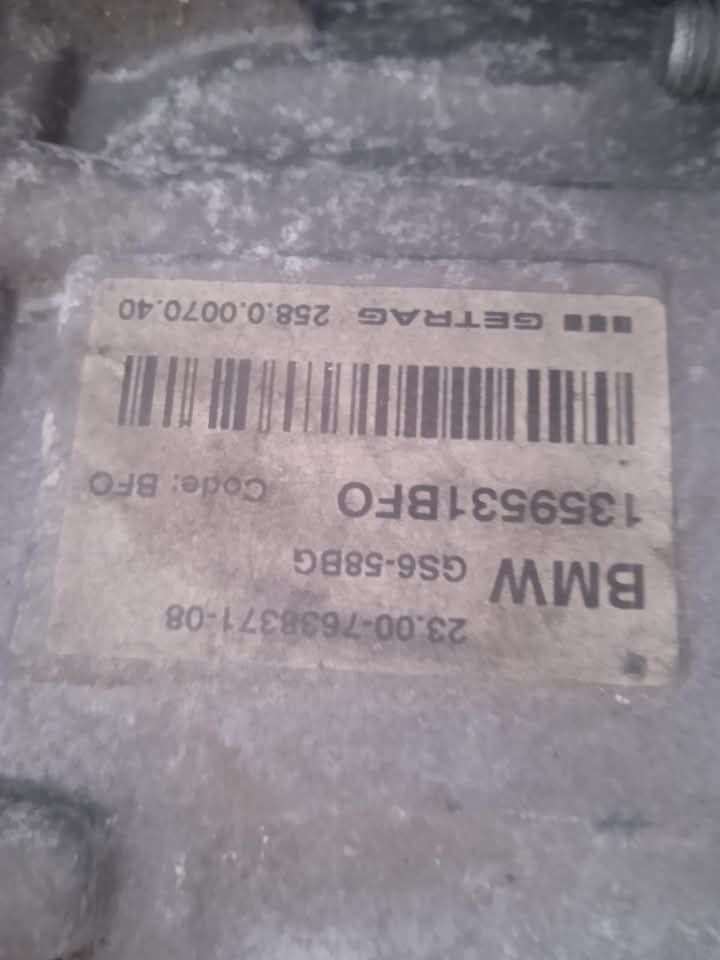 23.00-7638371-08
BMW GS6-58BG
1359531BFO Code: BFO
GETRAG 258.0.0070.40